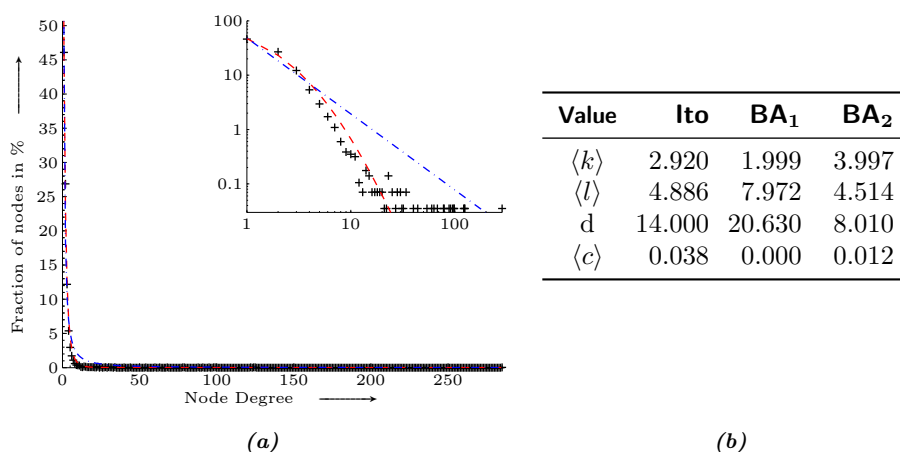 50
45
40
35
30
25
20
15
10
5
0
Fraction of nodes in %
0 50 100 150 200 250
Node Degree
100
10
1
0.1
1 10 100
(a)
Value Ito BA1 BA2
⟨k⟩ 2.920 1.999 3.997
⟨l⟩ 4.886 7.972 4.514
d 14.000 20.630 8.010
⟨c⟩ 0.038 0.000 0.012
(b)